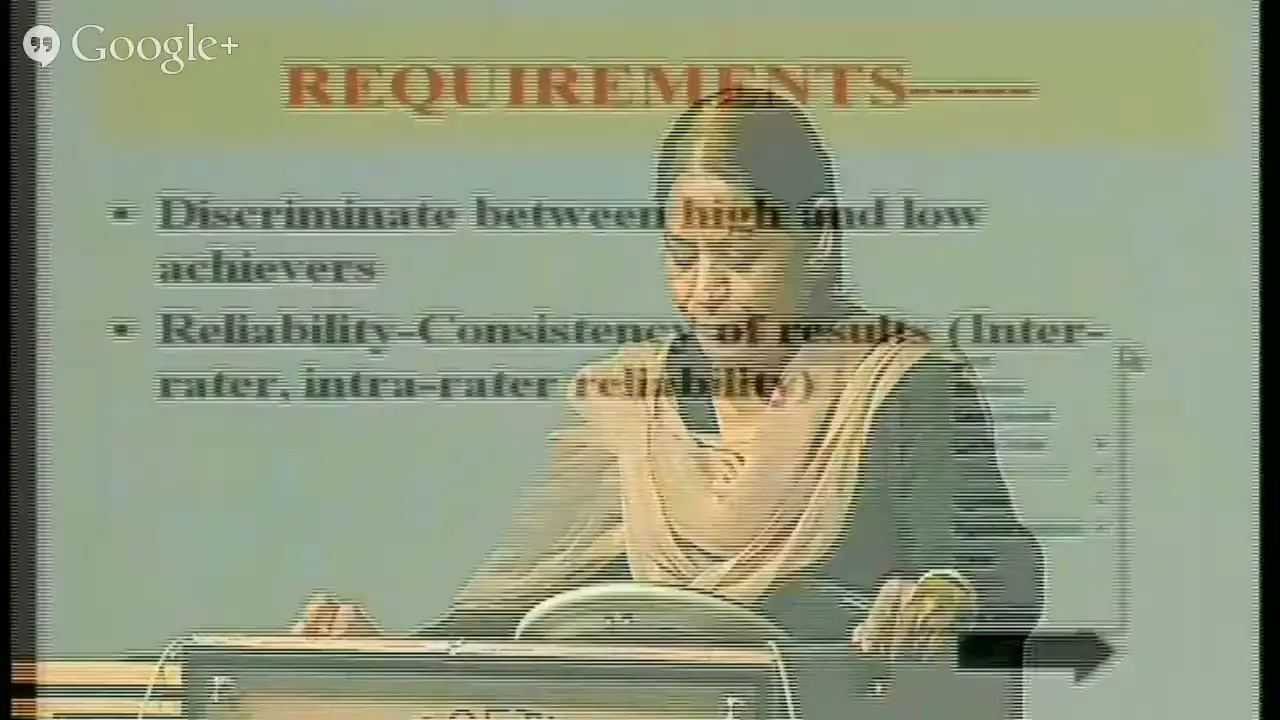 Google+
REQUIREMENTS
• Discriminate between high and low
achievers
• Reliability-Consistency of results (Inter-
rater, intra-rater reliability)